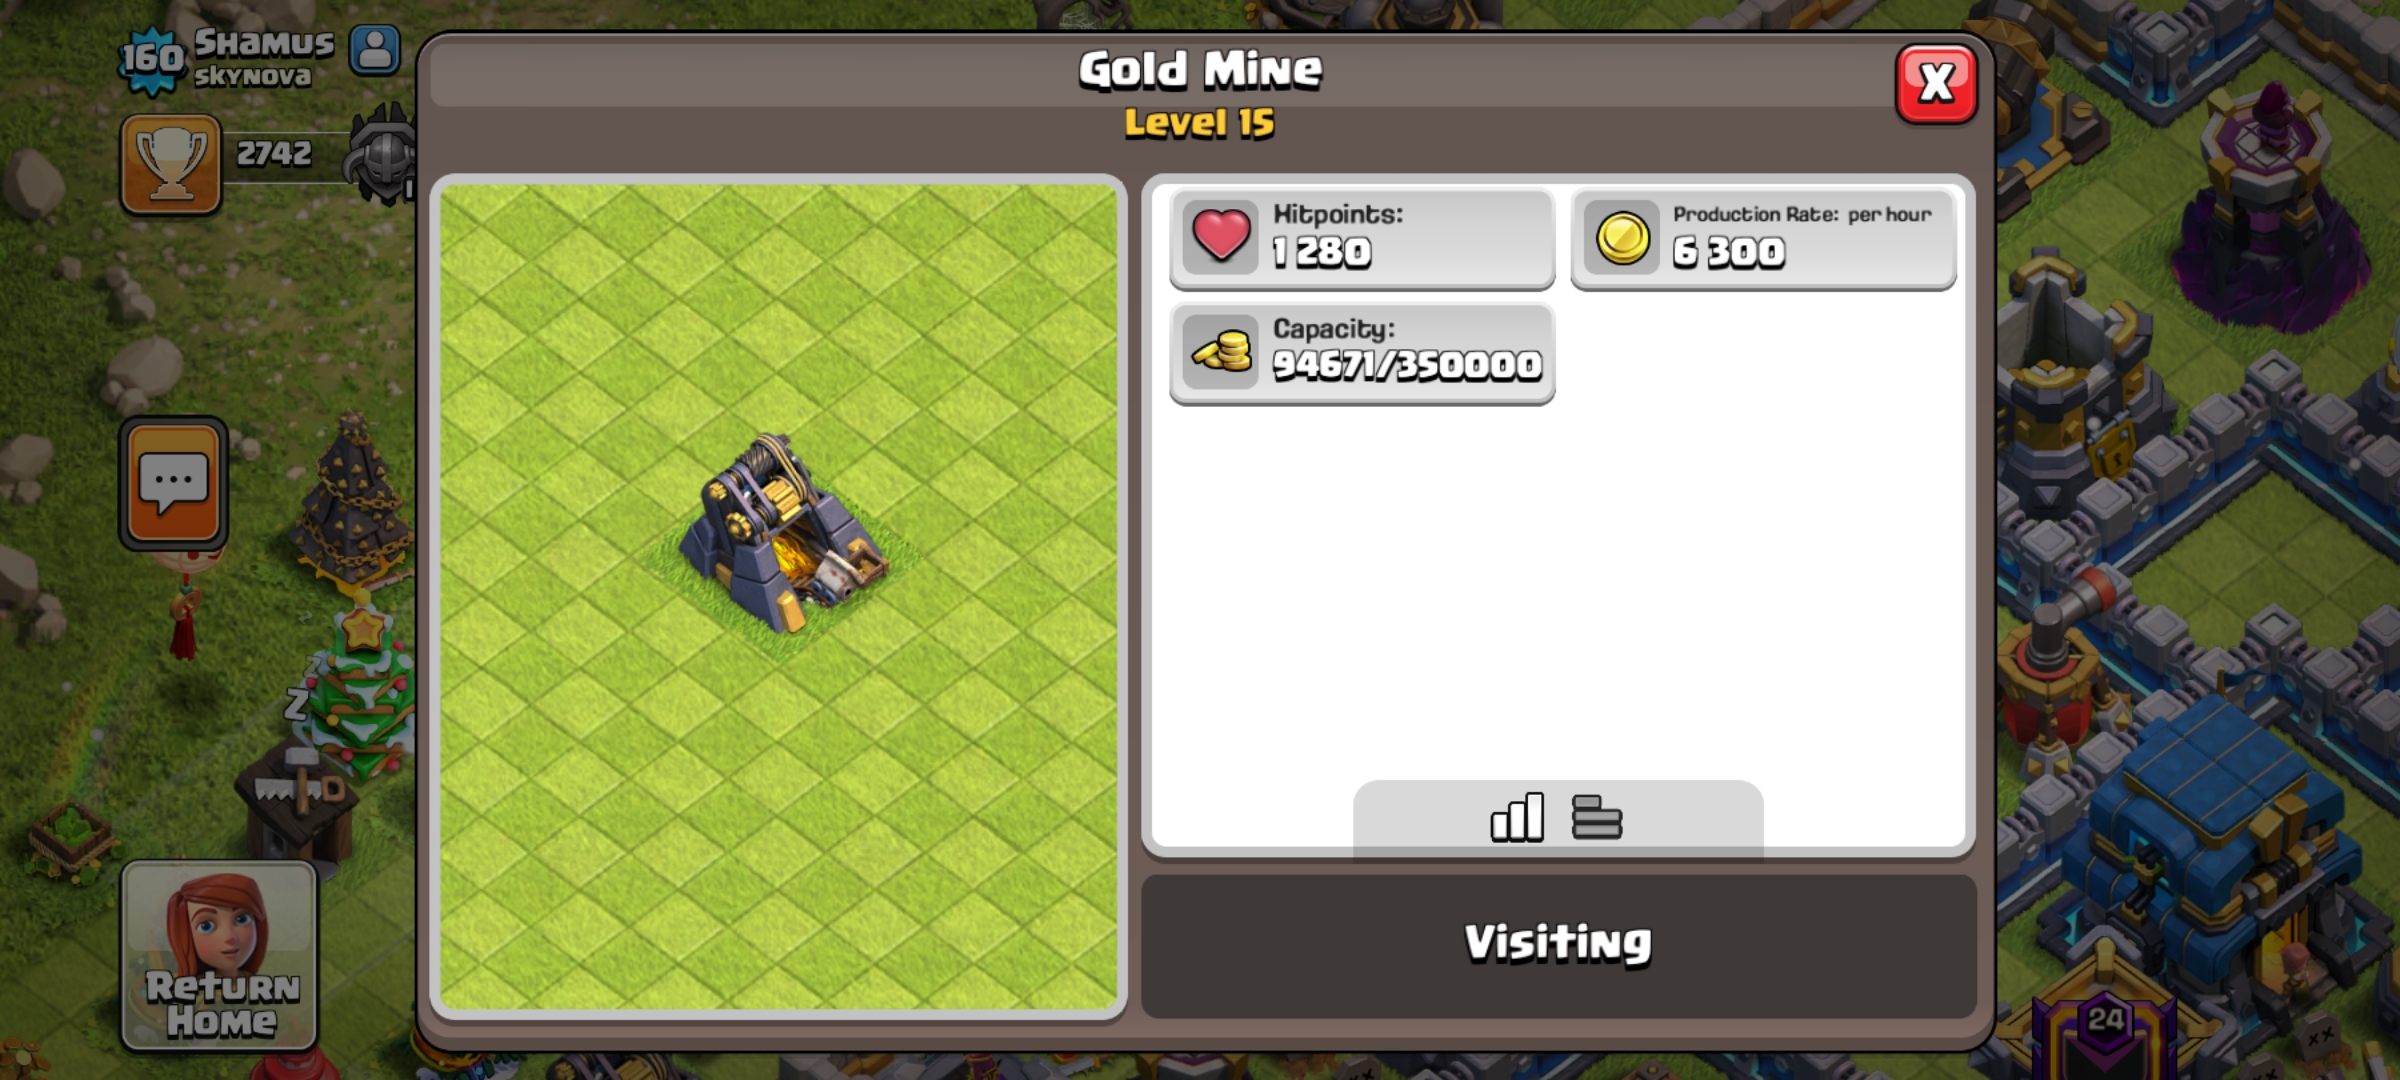 160
Shamus
skynova
2742
Gold Mine
Level 15
X
Hitpoints:
1 280
Production Rate: per hour
6 300
Capacity:
94671/350000
Visiting
Z
Z
Return
Home
24